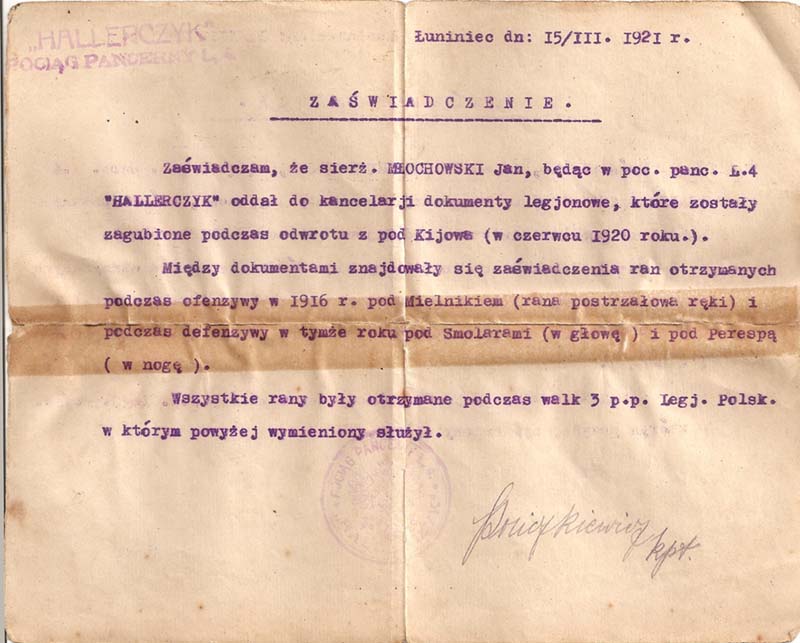 „HALLERCZYK”
POCIĄG PANCERNY L. 4.
Łuniniec dn: 15/III. 1921 r.
ZAŚWIADCZENIE.
Zaświadczam, że sierż. MŁOCHOWSKI Jan, będąc w poc. panc. L.4
"HALLERCZYK" oddał do kancelarji dokumenty legjonowe, które zostały
zagubione podczas odwrotu z pod Kijowa (w czerwcu 1920 roku.).
Między dokumentami znajdowały się zaświadczenia ran otrzymanych
podczas ofenzywy w 1916 r. pod Mielnikiem (rana postrzałowa ręki) i
podczas defenzywy w tymże roku pod Smolarami (w głowę ) i pod Perespą
( w nogę ).
Wszystkie rany były otrzymane podczas walk 3 p.p. Legj. Polsk.
w którym powyżej wymieniony służył.
POCIĄG PANCERNY
kpt.